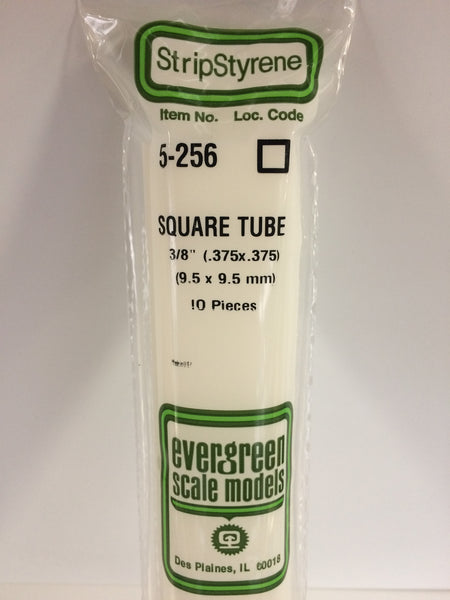 StripStyrene
Item No. Loc. Code
5-256
SQUARE TUBE
3/8" (.375x.375)
(9.5 x 9.5 mm)
10 Pieces
evergreen
scale models
Des Plaines, IL 60018